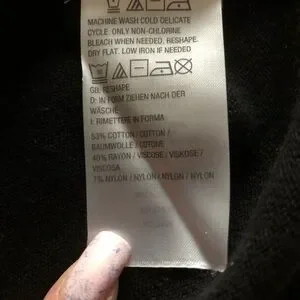 MACHINE WASH COLD DELICATE
CYCLE. ONLY NON-CHLORINE
BLEACH WHEN NEEDED. RESHAPE.
DRY FLAT. LOW IRON IF NEEDED
GB: RESHAPE
D: IN FORM ZIEHEN NACH DER
WÄSCHE
I: RIMETTERE IN FORMA
53% COTTON / COTTON /
BAUMWOLLE / COTONE
40% RAYON / VISCOSE / VISKOSE /
VISCOSA
7% NYLON / NYLON / NYLON / NYLON